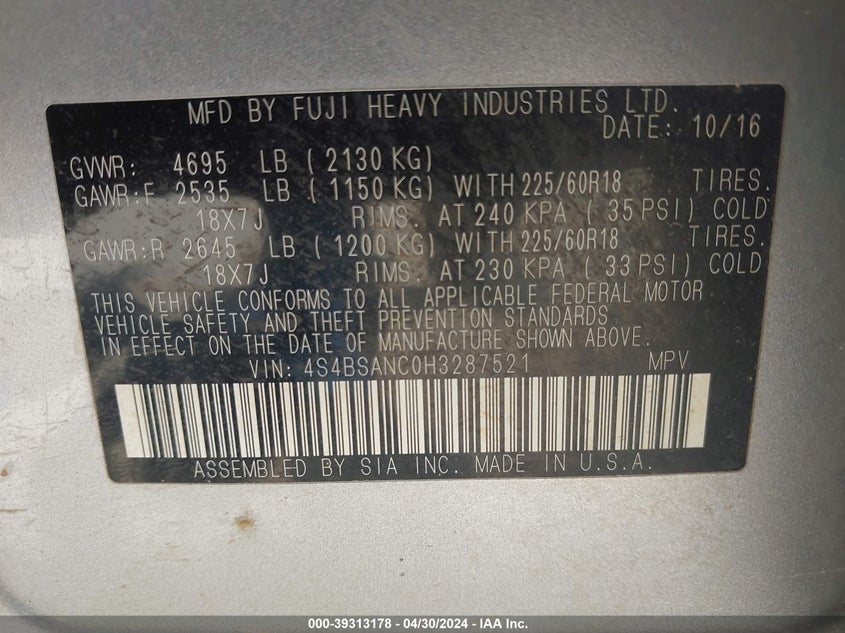 MFD BY FUJI HEAVY INDUSTRIES LTD.
DATE: 10/16
GVWR: 4695 LB ( 2130 KG)
GAWR:F 2535 LB ( 1150 KG) WITH 225/60R18 TIRES.
18X7J RIMS. AT 240 KPA ( 35 PSI) COLD
GAWR:R 2645 LB ( 1200 KG) WITH 225/60R18 TIRES.
18X7J RIMS. AT 230 KPA ( 33 PSI) COLD
THIS VEHICLE CONFORMS TO ALL APPLICABLE FEDERAL MOTOR
VEHICLE SAFETY AND THEFT PREVENTION STANDARDS
IN EFFECT ON THE DATE OF MANUFACTURE SHOWN ABOVE.
VIN: 4S4BSANC0H3287521 MPV
ASSEMBLED BY SIA INC. MADE IN U.S.A.
000-39313178 - 04/30/2024 - IAA Inc.